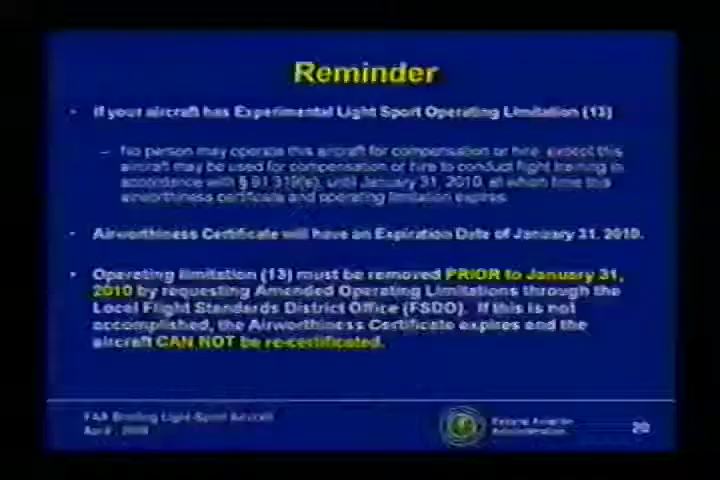 Reminder
• If your aircraft has Experimental Light Sport Operating Limitation (13)
– No person may operate this aircraft for compensation or hire, except this
aircraft may be used for compensation or hire to conduct flight training in
accordance with § 91.319(e), until January 31, 2010, at which time this
airworthiness certificate and operating limitation expires.
• Airworthiness Certificate will have an Expiration Date of January 31, 2010.
• Operating limitation (13) must be removed PRIOR to January 31,
2010 by requesting Amended Operating Limitations through the
Local Flight Standards District Office (FSDO). If this is not
accomplished, the Airworthiness Certificate expires and the
aircraft CAN NOT be re-certificated.
FAA Briefing Light-Sport Aircraft
April,
Federal Aviation
Administration
20